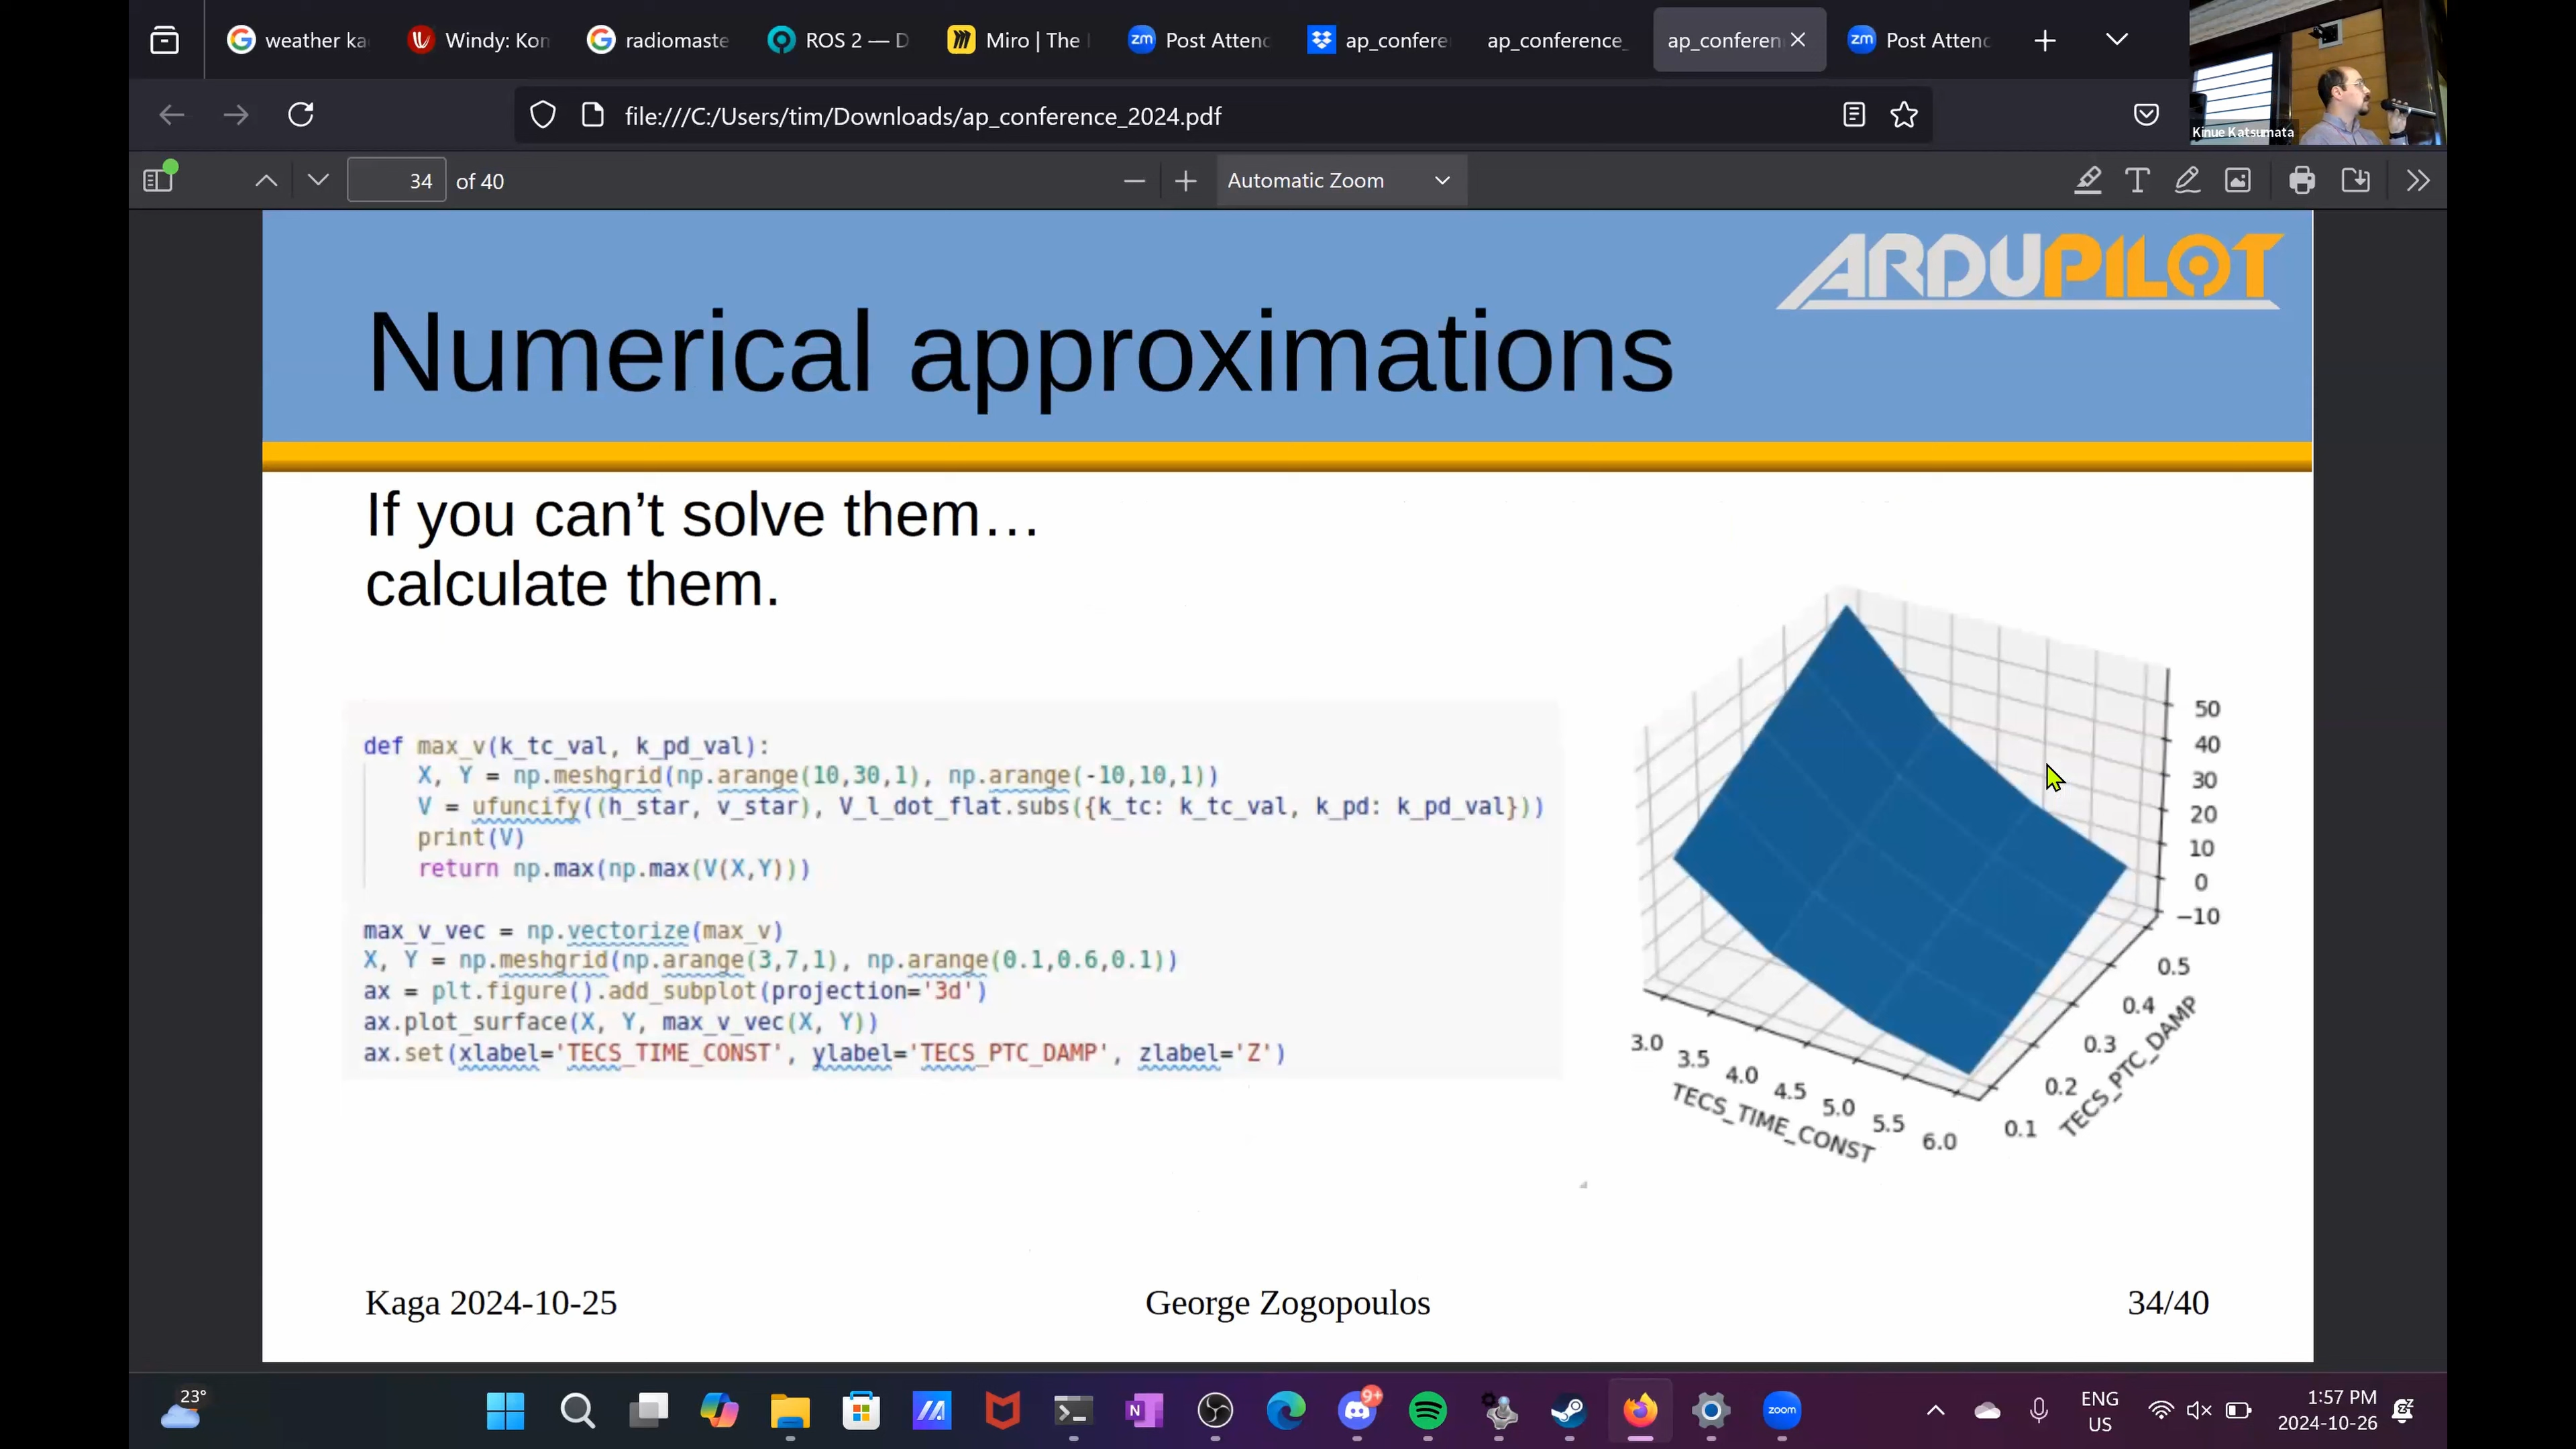 weather ka
Windy: Kon
radiomaste
ROS 2 — D
Miro | The
Post Attend
ap_confere
ap_conference_
ap_conferen
Post Attend
file:///C:/Users/tim/Downloads/ap_conference_2024.pdf
Kinue Katsumata
34 of 40
Automatic Zoom
ARDUPILOT
Numerical approximations
If you can’t solve them…
calculate them.
def max_v(k_tc_val, k_pd_val):
X, Y = np.meshgrid(np.arange(10,30,1), np.arange(-10,10,1))
V = ufuncify((h_star, v_star), V_l_dot_flat.subs({k_tc: k_tc_val, k_pd: k_pd_val}))
print(V)
return np.max(np.max(V(X,Y)))
max_v_vec = np.vectorize(max_v)
X, Y = np.meshgrid(np.arange(3,7,1), np.arange(0.1,0.6,0.1))
ax = plt.figure().add_subplot(projection='3d')
ax.plot_surface(X, Y, max_v_vec(X, Y))
ax.set(xlabel='TECS_TIME_CONST', ylabel='TECS_PTC_DAMP', zlabel='Z')
50
40
30
20
10
0
−10
0.5
0.4
0.3
0.2
0.1
TECS_PTC_DAMP
3.0
3.5
4.0
4.5
5.0
5.5
6.0
TECS_TIME_CONST
Kaga 2024-10-25
George Zogopoulos
34/40
23°
9+
zoom
ENG
US
1:57 PM
2024-10-26